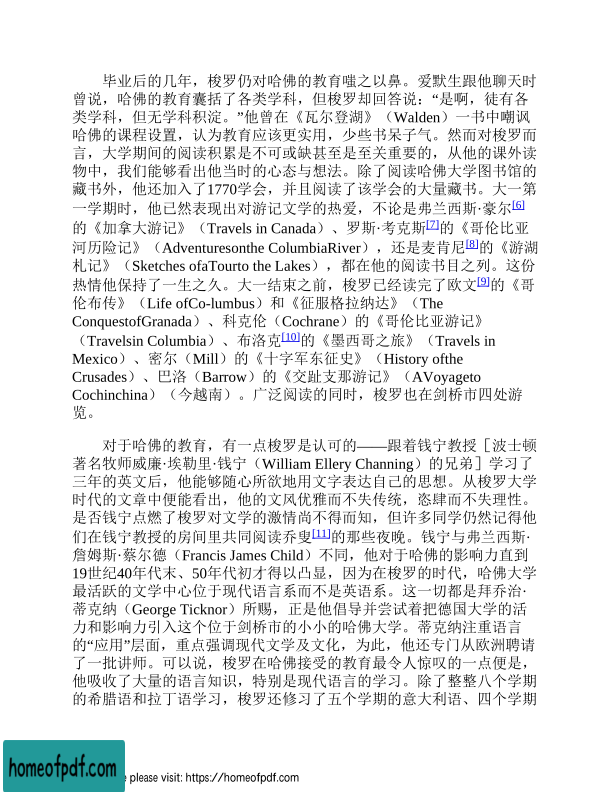 毕业后的几年，梭罗仍对哈佛的教育嗤之以鼻。爱默生跟他聊天时
曾说，哈佛的教育囊括了各类学科，但梭罗却回答说：“是啊，徒有各
类学科，但无学科积淀。”他曾在《瓦尔登湖》（Walden）一书中嘲讽
哈佛的课程设置，认为教育应该更实用，少些书呆子气。然而对梭罗而
言，大学期间的阅读积累是不可或缺甚至是至关重要的，从他的课外读
物中，我们能够看出他当时的心态与想法。除了阅读哈佛大学图书馆的
藏书外，他还加入了1770学会，并且阅读了该学会的大量藏书。大一第
一学期时，他已然表现出对游记文学的热爱，不论是弗兰西斯·豪尔[6]
的《加拿大游记》（Travels in Canada）、罗斯·考克斯[7]的《哥伦比亚
河历险记》（Adventuresonthe ColumbiaRiver），还是麦肯尼[8]的《游湖
札记》（Sketches ofaTourto the Lakes），都在他的阅读书目之列。这份
热情他保持了一生之久。大一结束之前，梭罗已经读完了欧文[9]的《哥
伦布传》（Life ofCo-lumbus）和《征服格拉纳达》（The
ConquestofGranada）、科克伦（Cochrane）的《哥伦比亚游记》
（Travelsin Columbia）、布洛克[10]的《墨西哥之旅》（Travels in
Mexico）、密尔（Mill）的《十字军东征史》（History ofthe
Crusades）、巴洛（Barrow）的《交趾支那游记》（AVoyageto
Cochinchina）（今越南）。广泛阅读的同时，梭罗也在剑桥市四处游
览。
对于哈佛的教育，有一点梭罗是认可的——跟着钱宁教授［波士顿
著名牧师威廉·埃勒里·钱宁（William Ellery Channing）的兄弟］学习了
三年的英文后，他能够随心所欲地用文字表达自己的思想。从梭罗大学
时代的文章中便能看出，他的文风优雅而不失传统，恣肆而不失理性。
是否钱宁点燃了梭罗对文学的激情尚不得而知，但许多同学仍然记得他
们在钱宁教授的房间里共同阅读乔叟[11]的那些夜晚。钱宁与弗兰西斯·
詹姆斯·蔡尔德（Francis James Child）不同，他对于哈佛的影响力直到
19世纪40年代末、50年代初才得以凸显，因为在梭罗的时代，哈佛大学
最活跃的文学中心位于现代语言系而不是英语系。这一切都是拜乔治·
蒂克纳（George Ticknor）所赐，正是他倡导并尝试着把德国大学的活
力和影响力引入这个位于剑桥市的小小的哈佛大学。蒂克纳注重语言
的“应用”层面，重点强调现代文学及文化，为此，他还专门从欧洲聘请
了一批讲师。可以说，梭罗在哈佛接受的教育最令人惊叹的一点便是，
他吸收了大量的语言知识，特别是现代语言的学习。除了整整八个学期
的希腊语和拉丁语学习，梭罗还修习了五个学期的意大利语、四个学期
homeofpdf.com
e please visit: https://homeofpdf.com